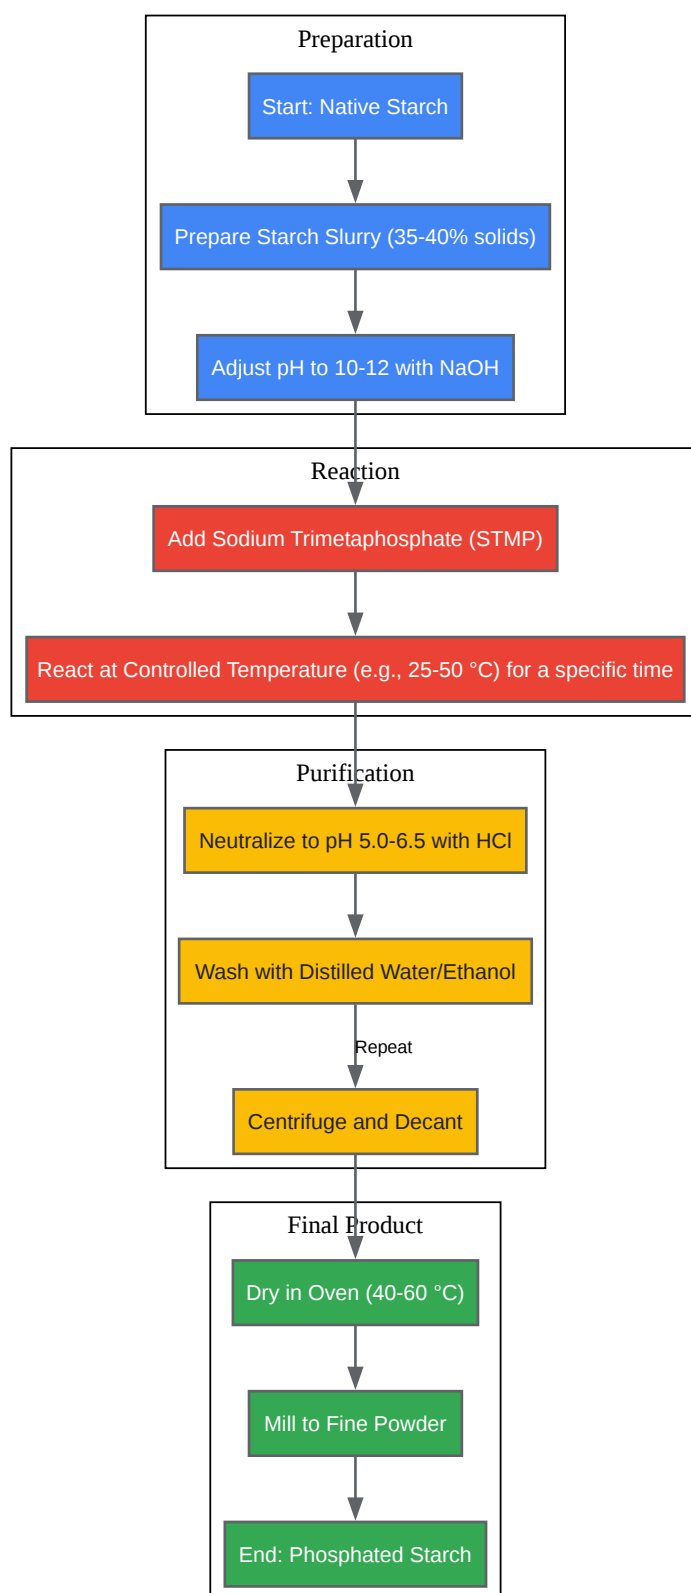 Preparation
Start: Native Starch
Prepare Starch Slurry (35-40% solids)
Adjust pH to 10-12 with NaOH
Reaction
Add Sodium Trimetaphosphate (STMP)
React at Controlled Temperature (e.g., 25-50 °C) for a specific time
Purification
Neutralize to pH 5.0-6.5 with HCl
Wash with Distilled Water/Ethanol
Repeat
Centrifuge and Decant
Final Product
Dry in Oven (40-60 °C)
Mill to Fine Powder
End: Phosphated Starch